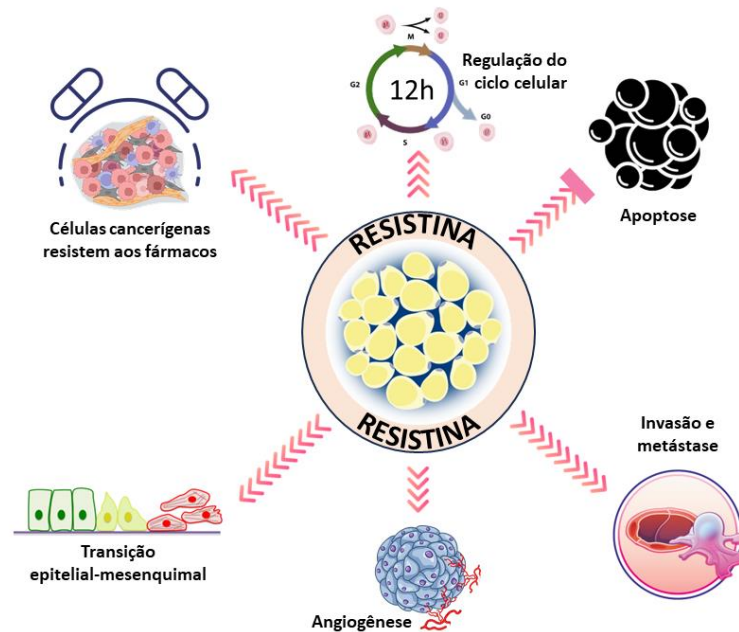 M
G2
12h
G1
G0
S
Regulação do
ciclo celular
Células cancerígenas
resistem aos fármacos
Apoptose
RESISTINA
RESISTINA
Transição
epitelial-mesenquimal
Angiogênese
Invasão e
metástase